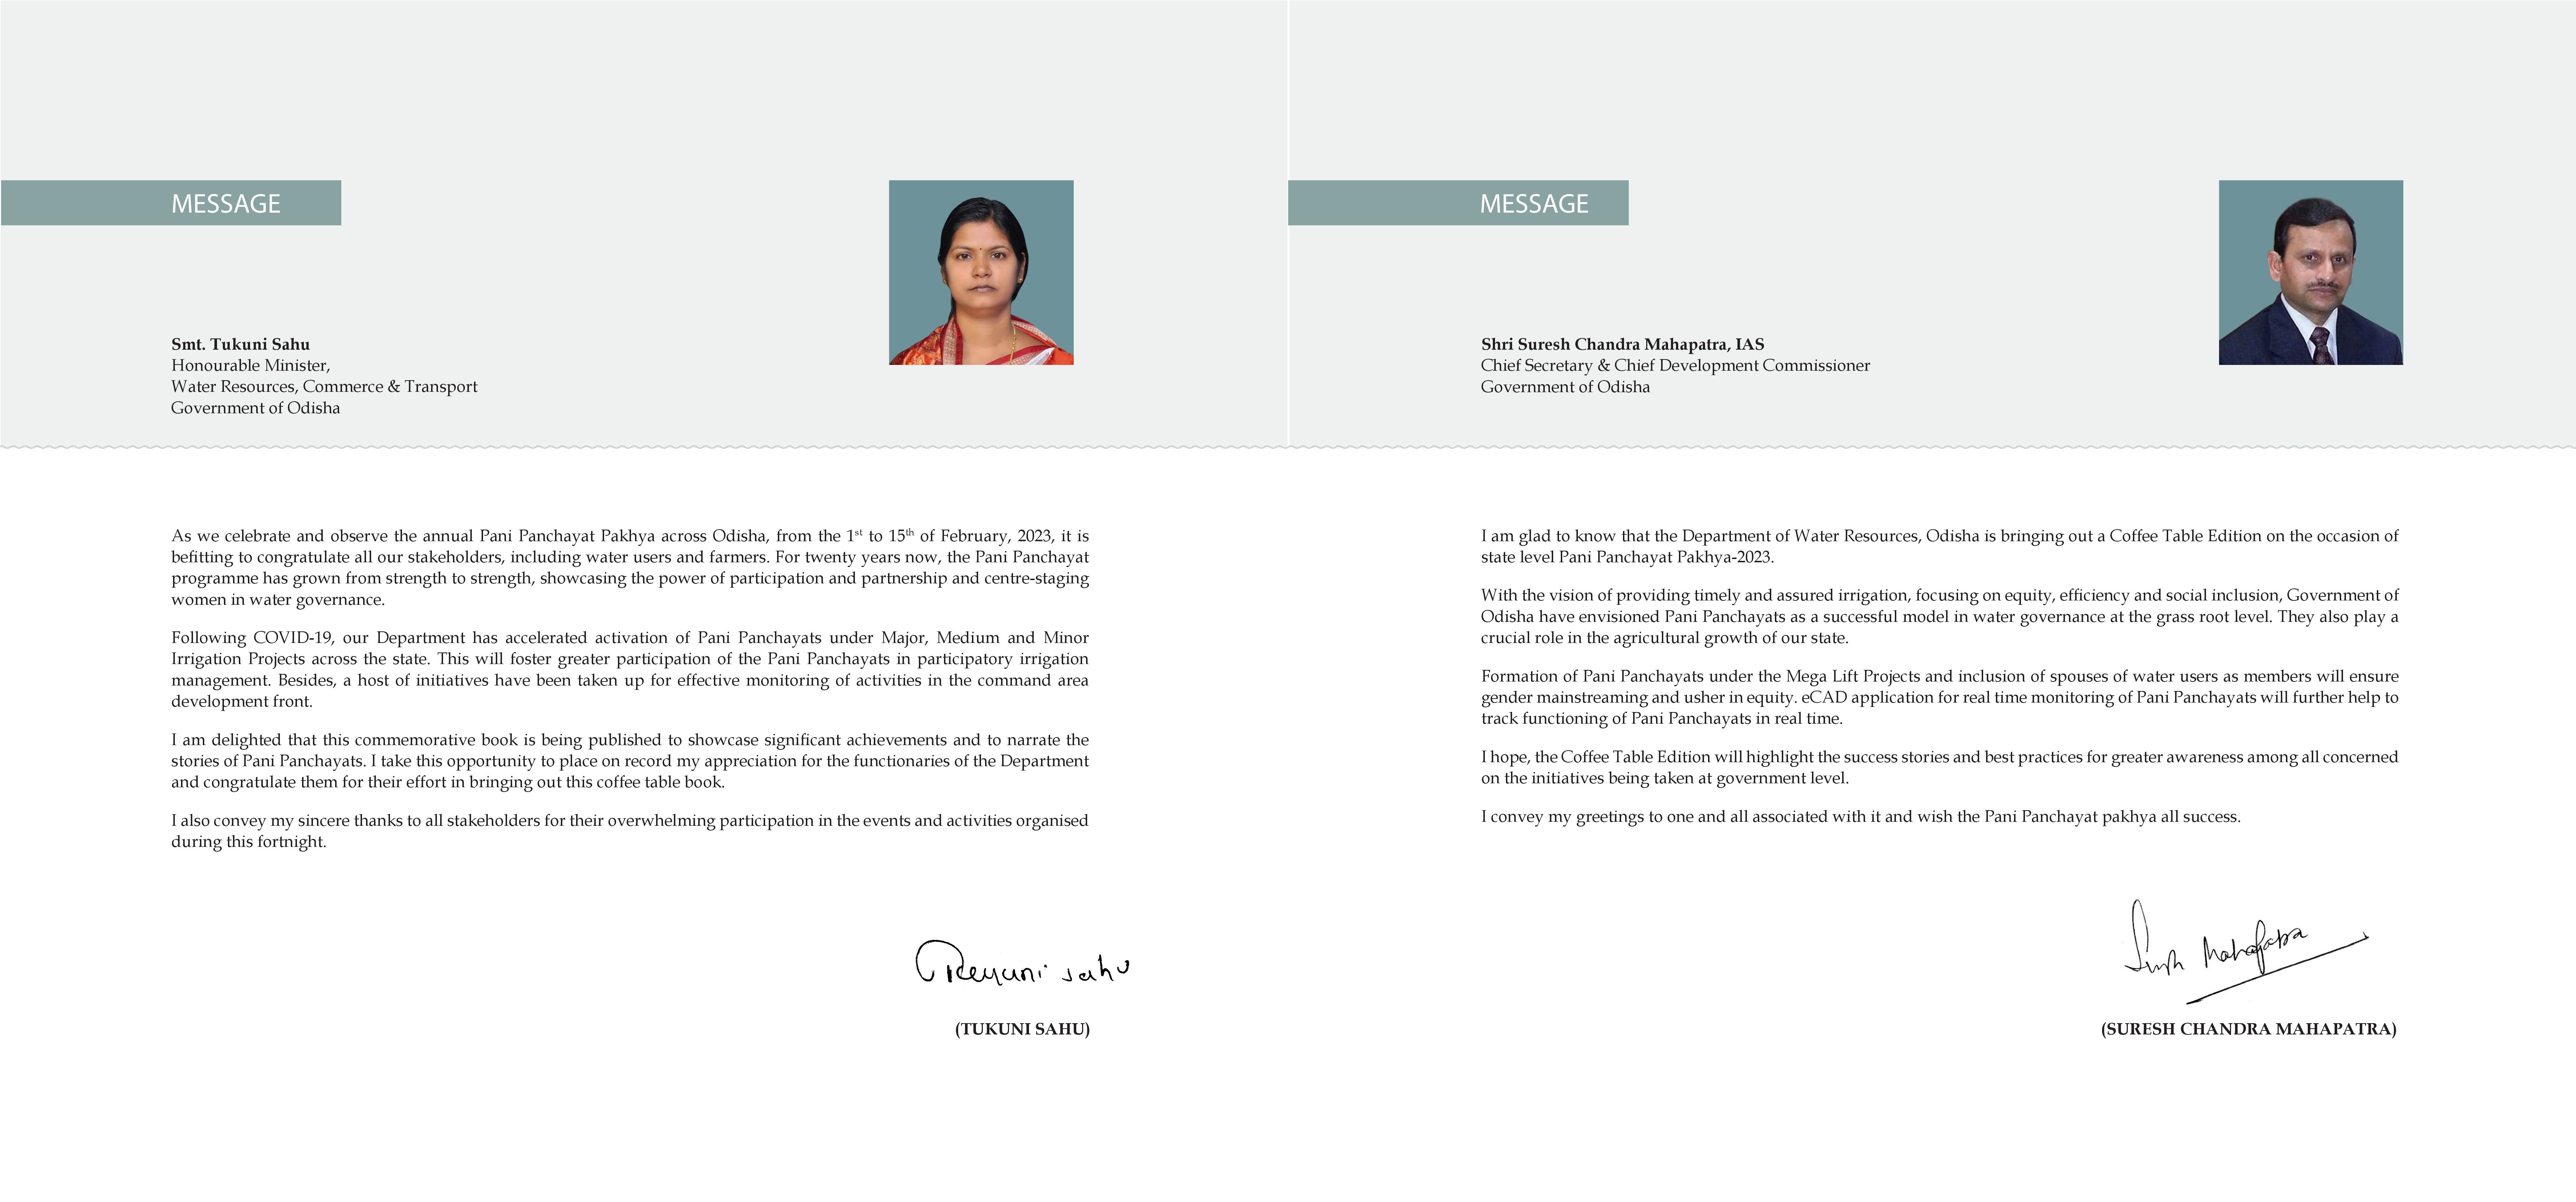 MESSAGE
Smt. Tukuni Sahu
Honourable Minister,
Water Resources, Commerce & Transport
Government of Odisha
As we celebrate and observe the annual Pani Panchayat Pakhya across Odisha, from the 1st to 15th of February, 2023, it is
befitting to congratulate all our stakeholders, including water users and farmers. For twenty years now, the Pani Panchayat
programme has grown from strength to strength, showcasing the power of participation and partnership and centre-staging
women in water governance.
Following COVID-19, our Department has accelerated activation of Pani Panchayats under Major, Medium and Minor
Irrigation Projects across the state. This will foster greater participation of the Pani Panchayats in participatory irrigation
management. Besides, a host of initiatives have been taken up for effective monitoring of activities in the command area
development front.
I am delighted that this commemorative book is being published to showcase significant achievements and to narrate the
stories of Pani Panchayats. I take this opportunity to place on record my appreciation for the functionaries of the Department
and congratulate them for their effort in bringing out this coffee table book.
I also convey my sincere thanks to all stakeholders for their overwhelming participation in the events and activities organised
during this fortnight.
sahu
(TUKUNI SAHU)
MESSAGE
Shri Suresh Chandra Mahapatra, IAS
Chief Secretary & Chief Development Commissioner
Government of Odisha
I am glad to know that the Department of Water Resources, Odisha is bringing out a Coffee Table Edition on the occasion of
state level Pani Panchayat Pakhya-2023.
With the vision of providing timely and assured irrigation, focusing on equity, efficiency and social inclusion, Government of
Odisha have envisioned Pani Panchayats as a successful model in water governance at the grass root level. They also play a
crucial role in the agricultural growth of our state.
Formation of Pani Panchayats under the Mega Lift Projects and inclusion of spouses of water users as members will ensure
gender mainstreaming and usher in equity. eCAD application for real time monitoring of Pani Panchayats will further help to
track functioning of Pani Panchayats in real time.
I hope, the Coffee Table Edition will highlight the success stories and best practices for greater awareness among all concerned
on the initiatives being taken at government level.
I convey my greetings to one and all associated with it and wish the Pani Panchayat pakhya all success.
Mahapatra
(SURESH CHANDRA MAHAPATRA)